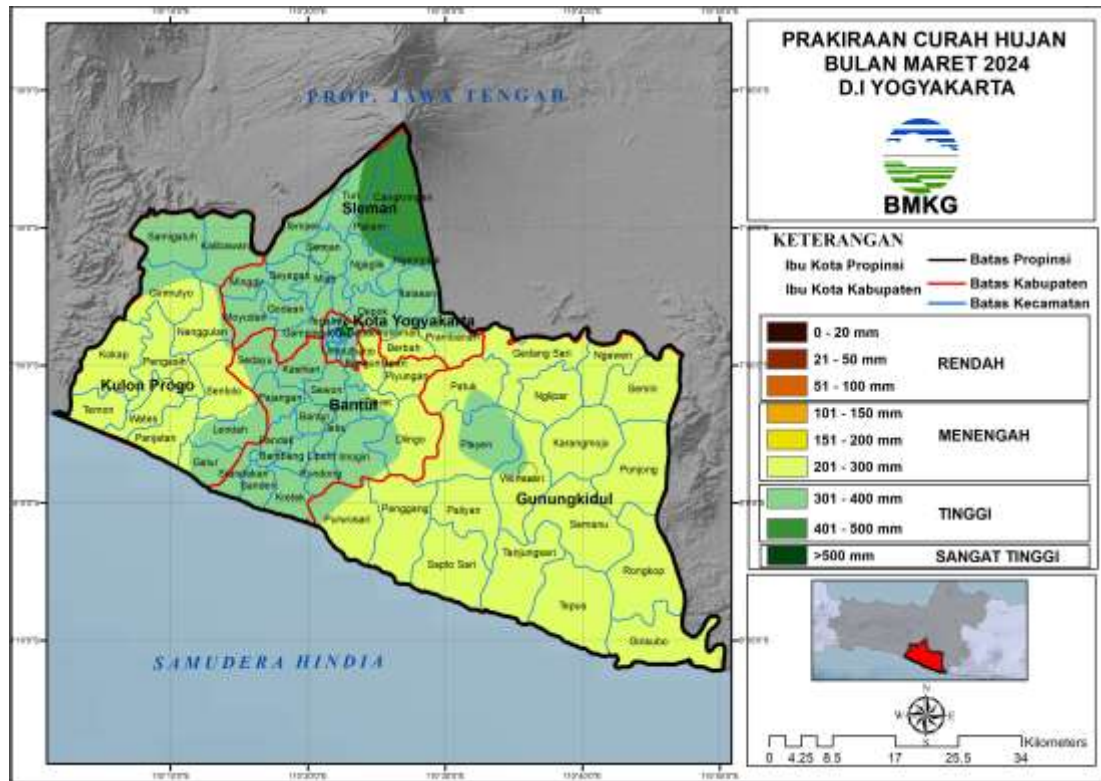 PRAKIRAAN CURAH HUJAN
BULAN MARET 2024
D.I YOGYAKARTA
BMKG
KETERANGAN
Ibu Kota Propinsi
Ibu Kota Kabupaten
Batas Propinsi
Batas Kabupaten
Batas Kecamatan
0 - 20 mm
21 - 50 mm
51 - 100 mm
RENDAH
101 - 150 mm
151 - 200 mm
201 - 300 mm
MENENGAH
301 - 400 mm
401 - 500 mm
TINGGI
>500 mm
SANGAT TINGGI
N
W
E
S
Kilometers
0 4.25 8.5 17 25.5 34
PROP. JAWA TENGAH
Turi
Cangkringan
Sleman
Tempel
Pakem
Samigaluh
Kalibawang
Sleman
Ngaglik
Ngemplak
Minggir
Seyegan
Mlati
Kalasan
Girimulyo
Moyudan
Godean
Depok
Kota Yogyakarta
Nanggulan
Prambanan
Berbah
Gedang Sari
Ngawen
Kokap
Pengasih
Sedayu
Kasihan
Piyungan
Patuk
Kulon Progo
Sentolo
Pajangan
Sewon
Nglipar
Semin
Temon
Wates
Bantul
Bantul
Jetis
Panjatan
Lendah
Pandak
Dlingo
Playen
Karangmojo
Galur
Bambang Lipuro
Imogiri
Ponjong
Srandakan
Pundong
Wonosari
Sanden
Kretek
Gunungkidul
Purwosari
Panggang
Paliyan
Semanu
Tanjungsari
Sapto Sari
Rongkop
Tepus
Girisubo
SAMUDERA HINDIA